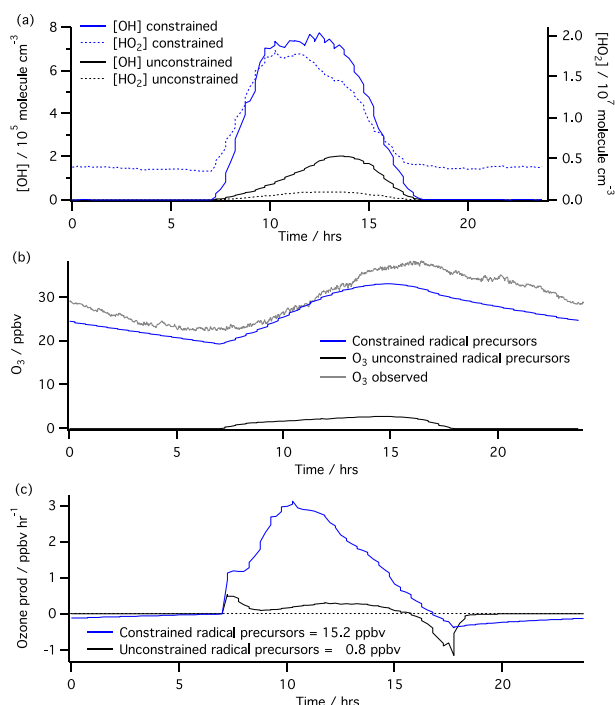 (a)
8
6
4
2
0
[OH] / 10⁵ molecule cm⁻³
[OH] constrained
[HO₂] constrained
[OH] unconstrained
[HO₂] unconstrained
2.0
1.5
1.0
0.5
0.0
[HO₂] / 10⁷ molecule cm⁻³
0 5 10 15 20
Time / hrs
(b)
30
20
10
0
O₃ / ppbv
Constrained radical precursors
O₃ unconstrained radical precursors
O₃ observed
0 5 10 15 20
Time / hrs
(c)
3
2
1
0
-1
Ozone prod / ppbv hr⁻¹
Constrained radical precursors = 15.2 ppbv
Unconstrained radical precursors = 0.8 ppbv
0 5 10 15 20
Time / hrs